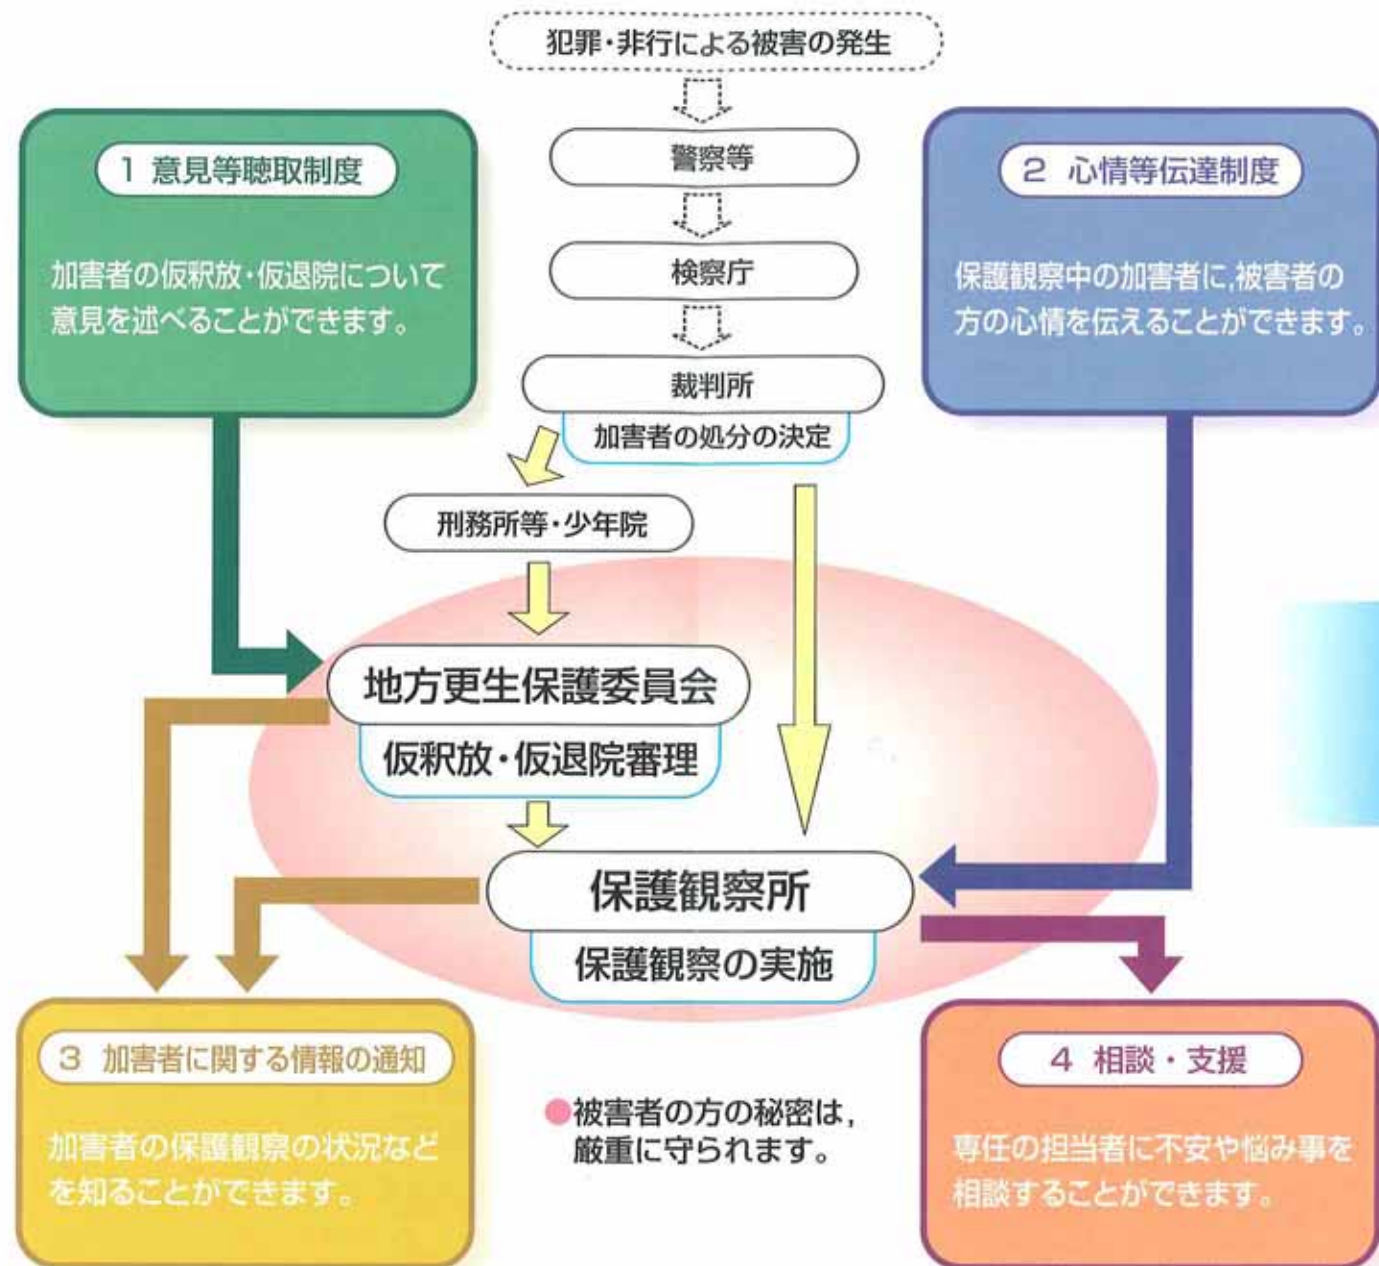 犯罪・非行による被害の発生
警察等
検察庁
裁判所
加害者の処分の決定
刑務所等・少年院
地方更生保護委員会
仮釈放・仮退院審理
保護観察所
保護観察の実施
1 意見等聴取制度
加害者の仮釈放・仮退院について
意見を述べることができます。
2 心情等伝達制度
保護観察中の加害者に,被害者の
方の心情を伝えることができます。
3 加害者に関する情報の通知
加害者の保護観察の状況など
を知ることができます。
●被害者の方の秘密は,
厳重に守られます。
4 相談・支援
専任の担当者に不安や悩み事を
相談することができます。